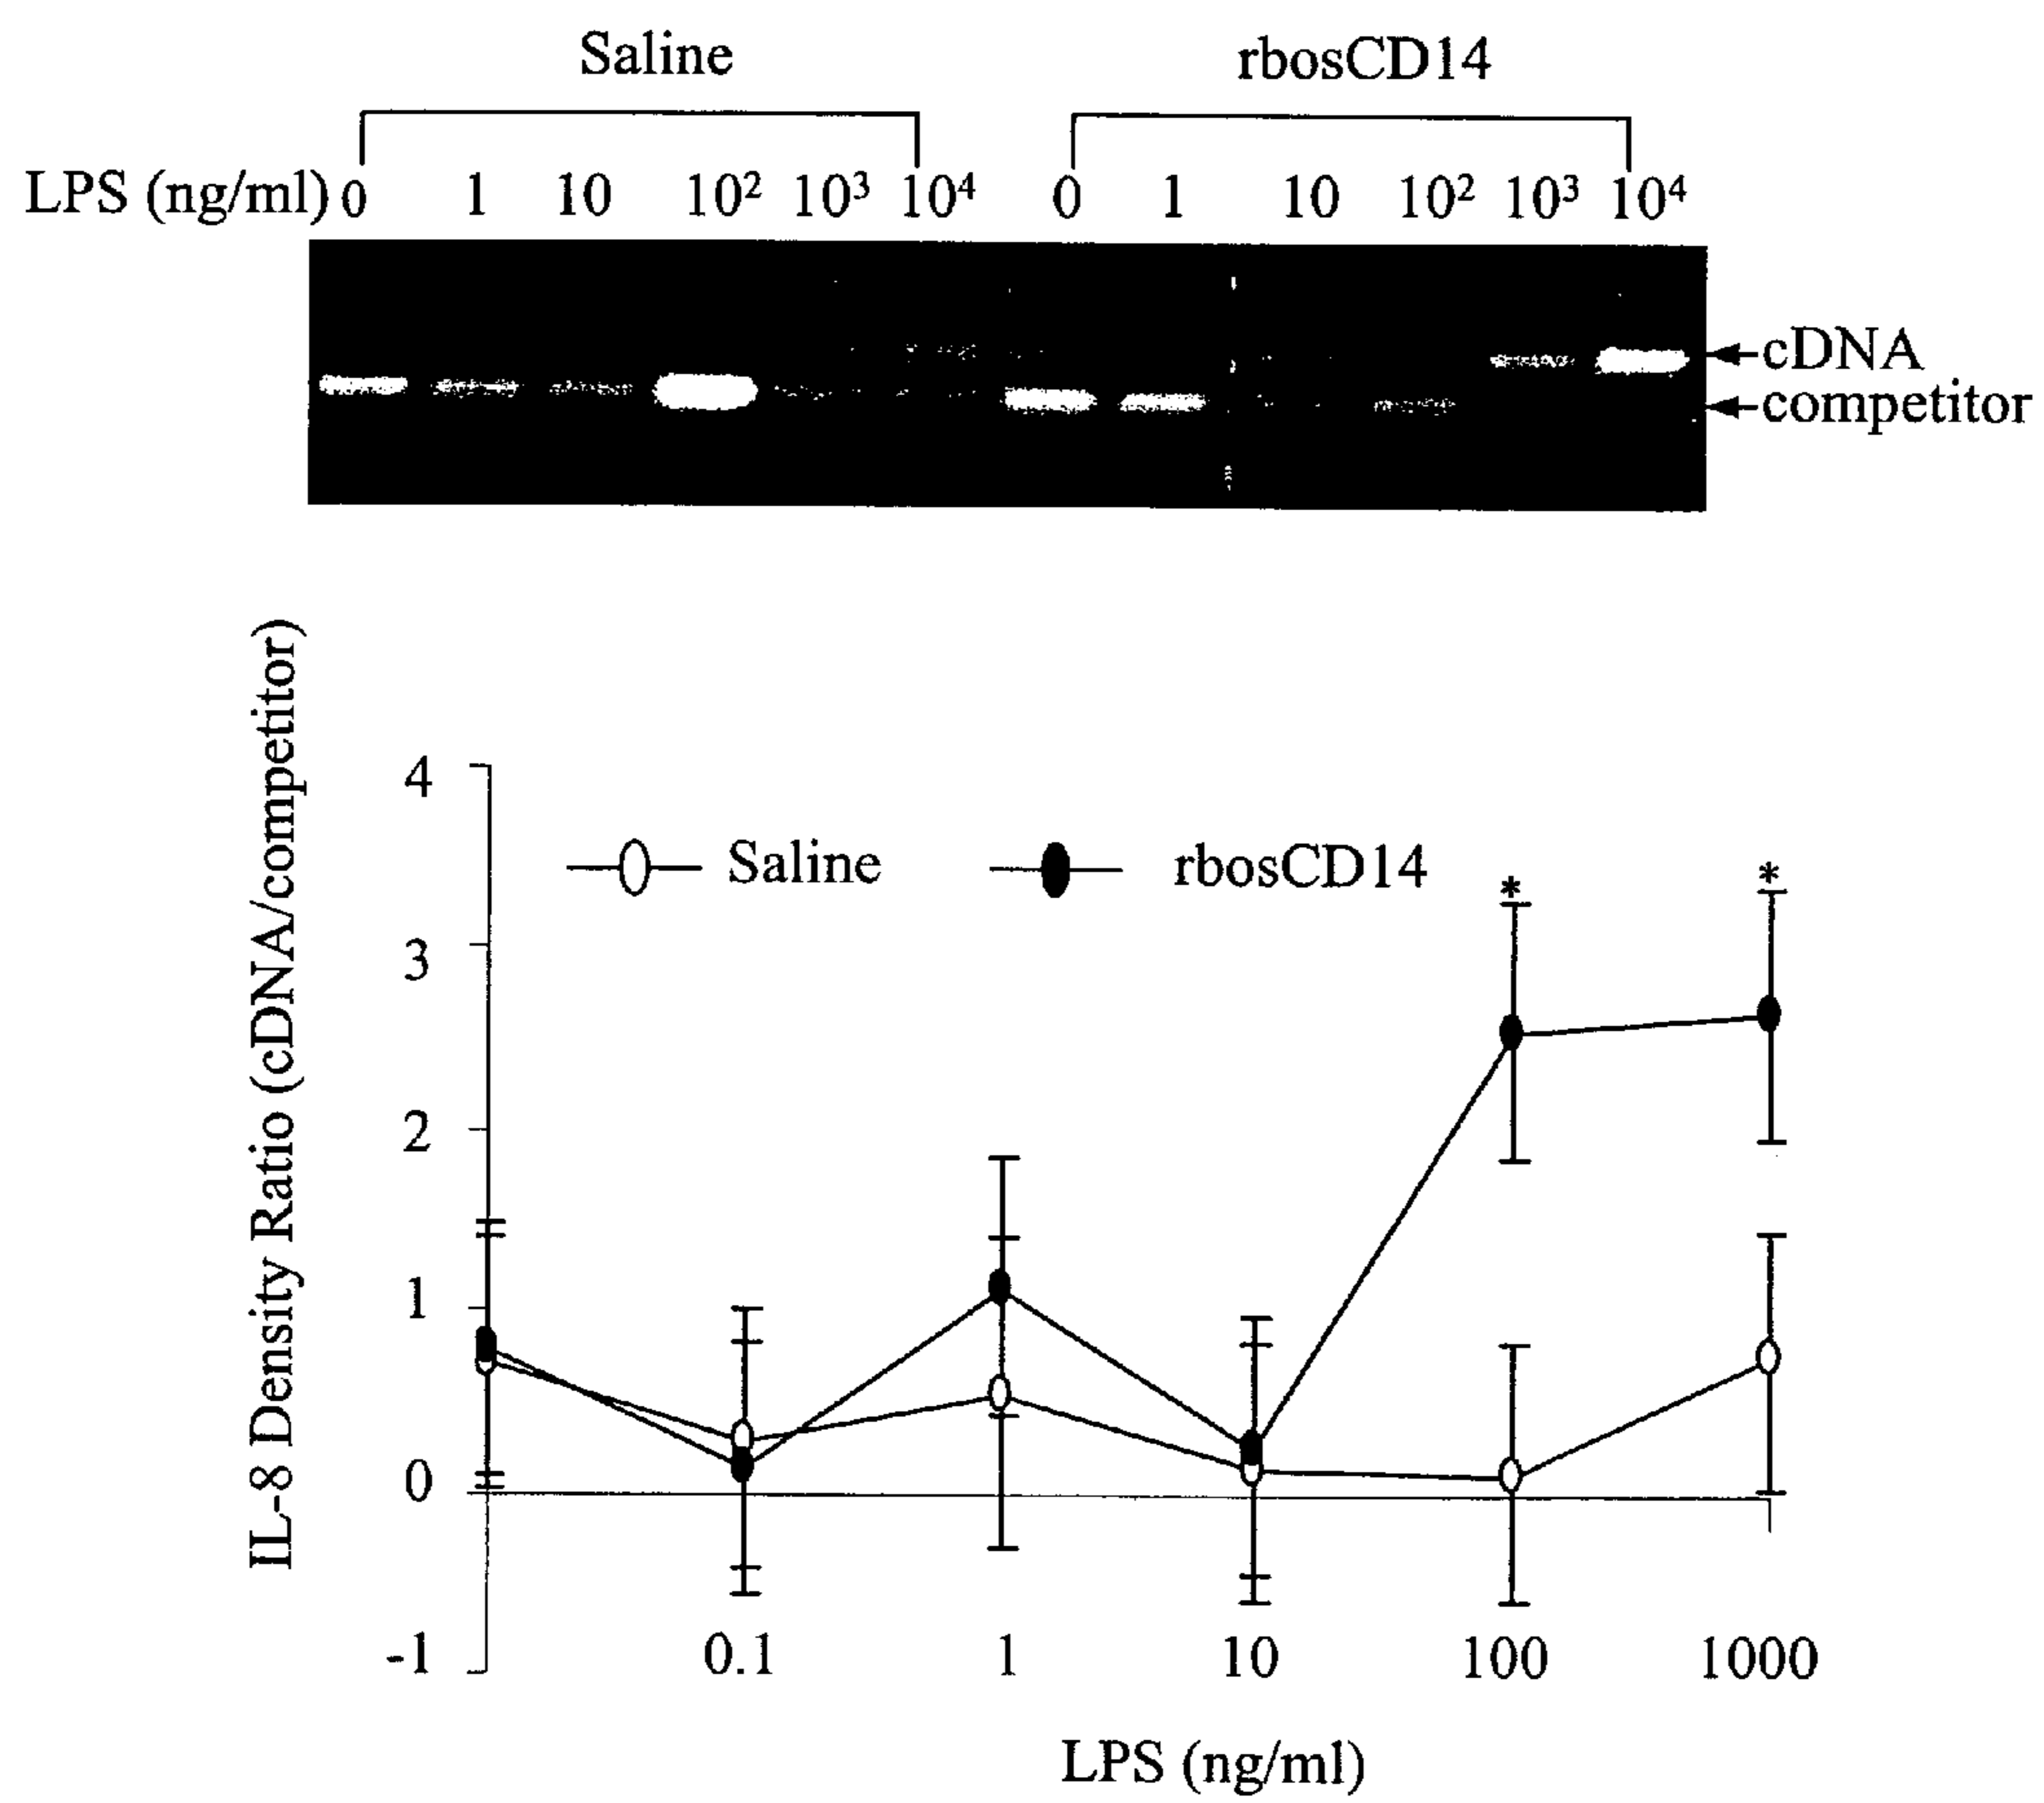 Saline rbosCD14
LPS (ng/ml) 0 1 10 10² 10³ 10⁴ 0 1 10 10² 10³ 10⁴
cDNA
competitor
IL-8 Density Ratio (cDNA/competitor)
4
3
2
1
0
-1
Saline rbosCD14
*
*
0.1 1 10 100 1000
LPS (ng/ml)